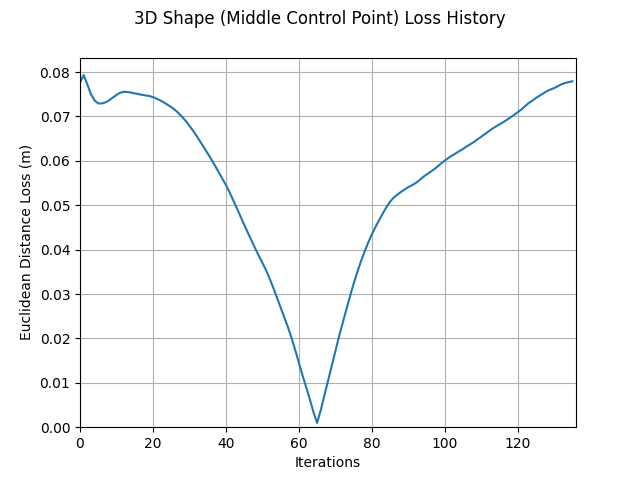 3D Shape (Middle Control Point) Loss History
0.08
0.07
0.06
0.05
0.04
0.03
0.02
0.01
0.00
Euclidean Distance Loss (m)
0 20 40 60 80 100 120
Iterations